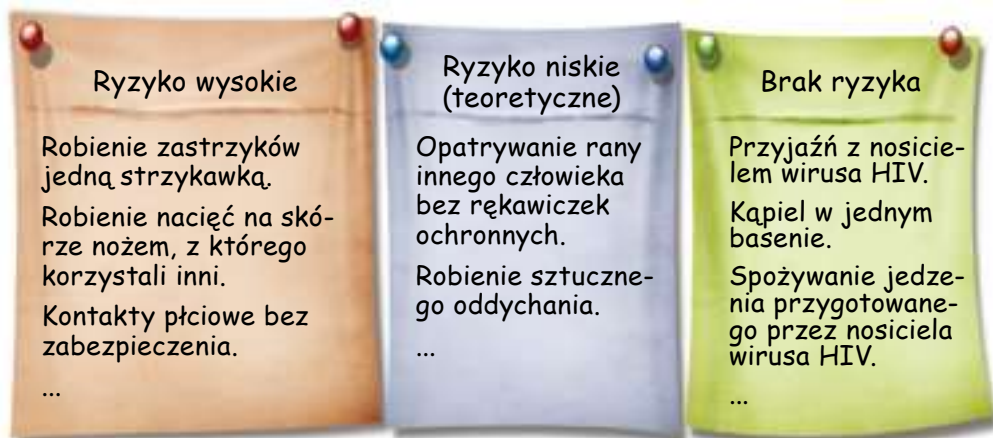 Ryzyko wysokie
Robienie zastrzyków
jedną strzykawką.
Robienie nacięć na skó-
rze nożem, z którego
korzystali inni.
Kontakty płciowe bez
zabezpieczenia.
...
Ryzyko niskie
(teoretyczne)
Opatrywanie rany
innego człowieka
bez rękawiczek
ochronnych.
Robienie sztuczne-
go oddychania.
...
Brak ryzyka
Przyjaźń z nosicie-
lem wirusa HIV.
Kąpiel w jednym
basenie.
Spożywanie jedze-
nia przygotowane-
go przez nosiciela
wirusa HIV.
...